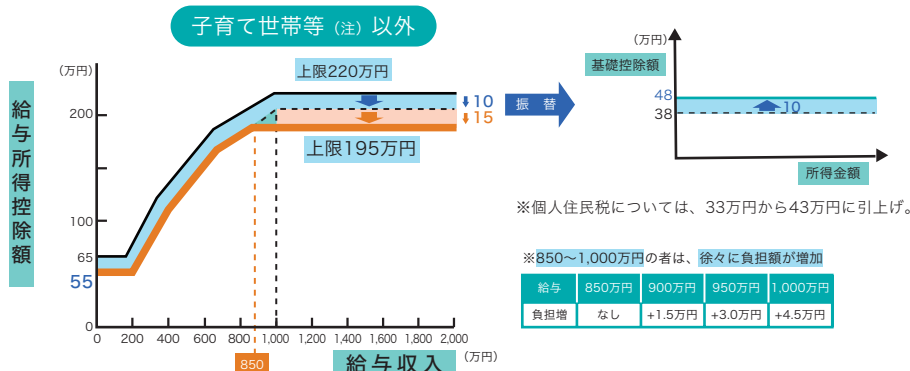 子育て世帯等（注）以外
（万円）
上限220万円
200
10
15
振 替
上限195万円
給与所得控除額
100
65
55
0
0 200 400 600 800 1,000 1,200 1,400 1,600 1,800 2,000
（万円）
850
給与収入
（万円）
基礎控除額
48
38
10
所得金額
※個人住民税については、33万円から43万円に引上げ。
※850～1,000万円の者は、徐々に負担額が増加
給与 850万円 900万円 950万円 1,000万円
負担増 なし +1.5万円 +3.0万円 +4.5万円